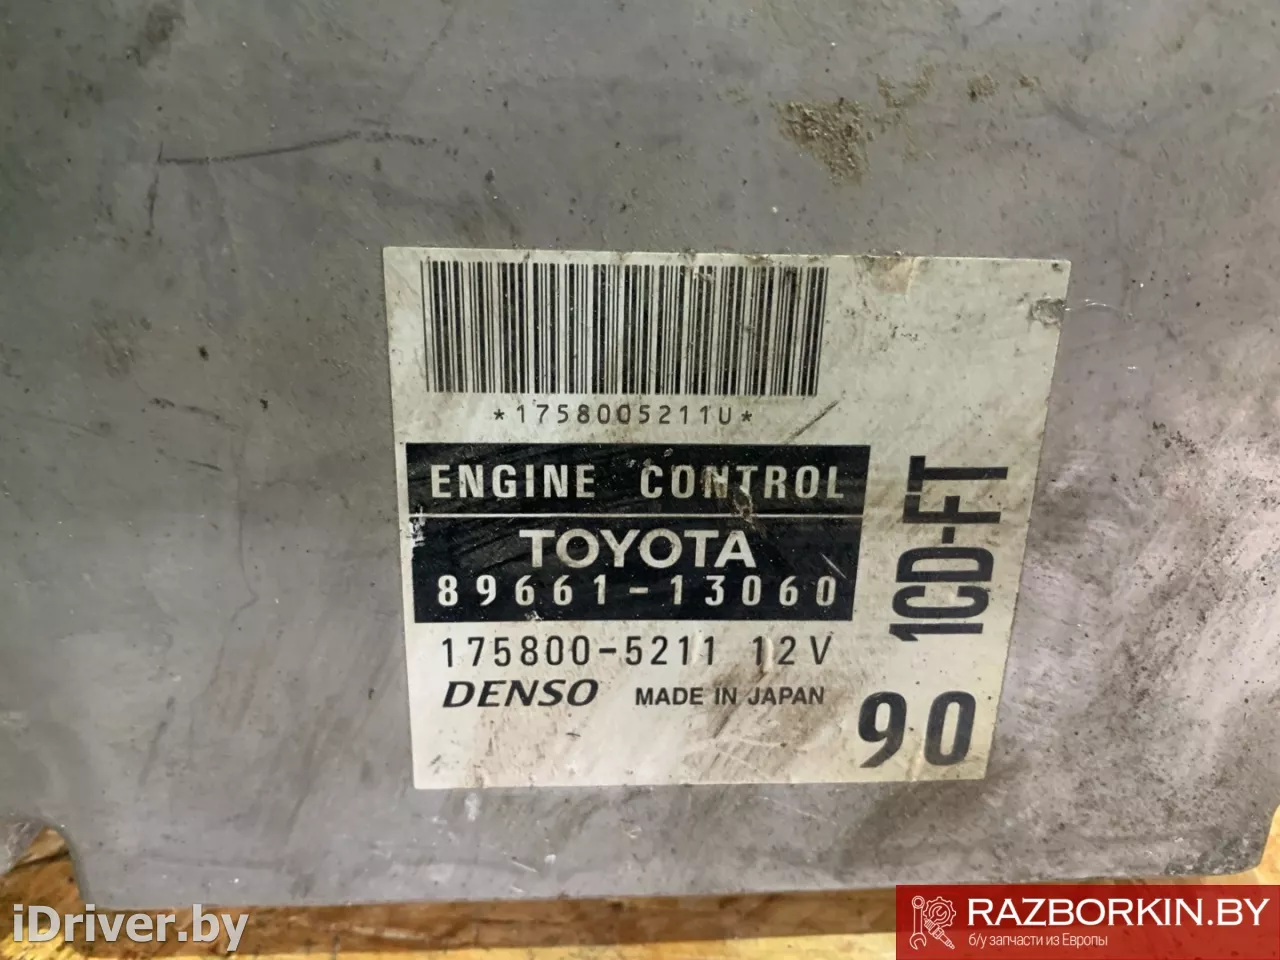 *1758005211U*
ENGINE CONTROL
TOYOTA
89661-13060
175800-5211 12V
DENSO MADE IN JAPAN
1CD-FT
90
iDriver.by
RAZBORKIN.BY
б/у запчасти из Европы